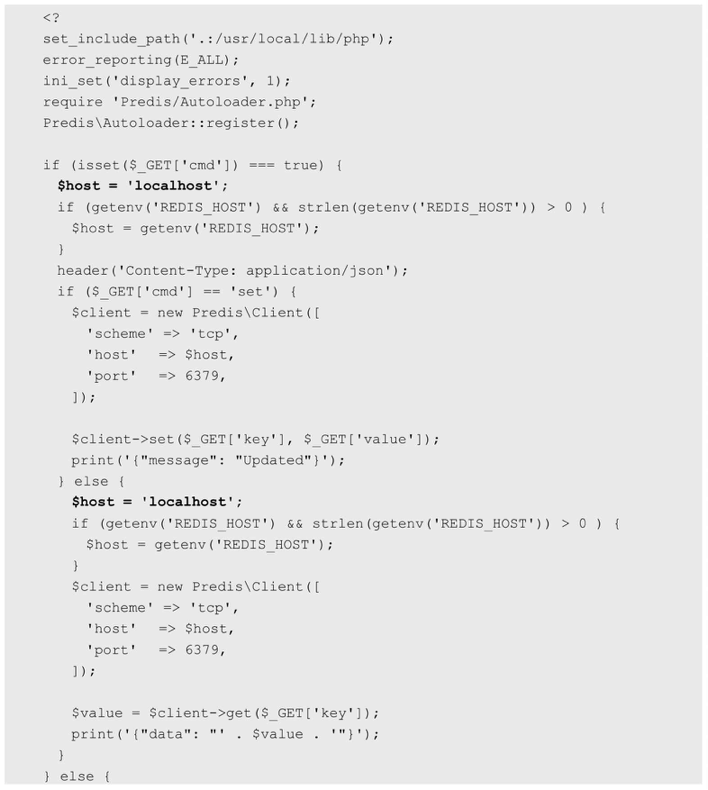 <?
set_include_path('.:/usr/local/lib/php');
error_reporting(E_ALL);
ini_set('display_errors', 1);
require 'Predis/Autoloader.php';
Predis\Autoloader::register();

if (isset($_GET['cmd']) === true) {
  $host = 'localhost';
  if (getenv('REDIS_HOST') && strlen(getenv('REDIS_HOST')) > 0 ) {
    $host = getenv('REDIS_HOST');
  }
  header('Content-Type: application/json');
  if ($_GET['cmd'] == 'set') {
    $client = new Predis\Client([
      'scheme' => 'tcp',
      'host'   => $host,
      'port'   => 6379,
    ]);

    $client->set($_GET['key'], $_GET['value']);
    print('{"message": "Updated"}');
  } else {
    $host = 'localhost';
    if (getenv('REDIS_HOST') && strlen(getenv('REDIS_HOST')) > 0 ) {
      $host = getenv('REDIS_HOST');
    }
    $client = new Predis\Client([
      'scheme' => 'tcp',
      'host'   => $host,
      'port'   => 6379,
    ]);

    $value = $client->get($_GET['key']);
    print('{"data": "' . $value . '"}');
  }
} else {